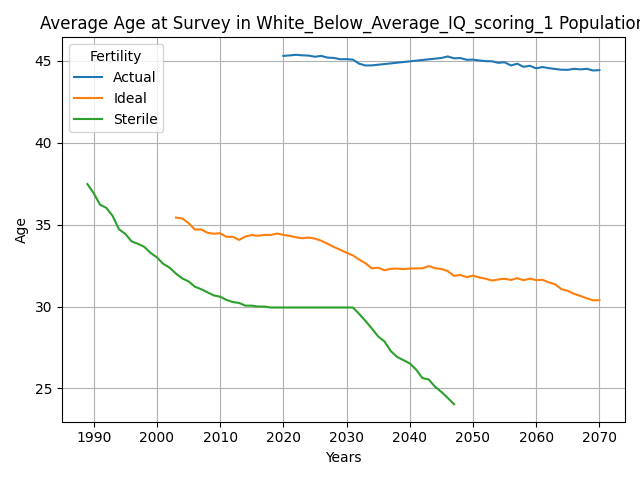 Average Age at Survey in White_Below_Average_IQ_scoring_1 Population
Fertility
Actual
Ideal
Sterile
Age
45
40
35
30
25
1990 2000 2010 2020 2030 2040 2050 2060 2070
Years